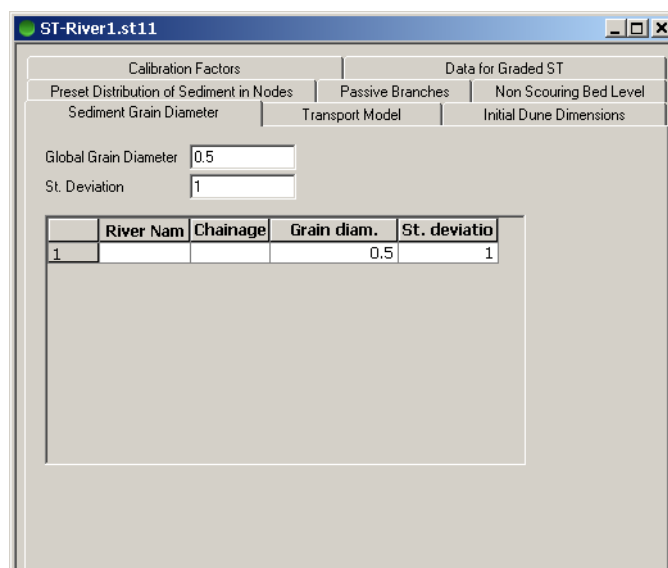 ST-River1.st11
Calibration Factors Data for Graded ST
Preset Distribution of Sediment in Nodes Passive Branches Non Scouring Bed Level
Sediment Grain Diameter Transport Model Initial Dune Dimensions
Global Grain Diameter 0.5
St. Deviation 1
River Nam Chainage Grain diam. St. deviatio
1 0.5 1